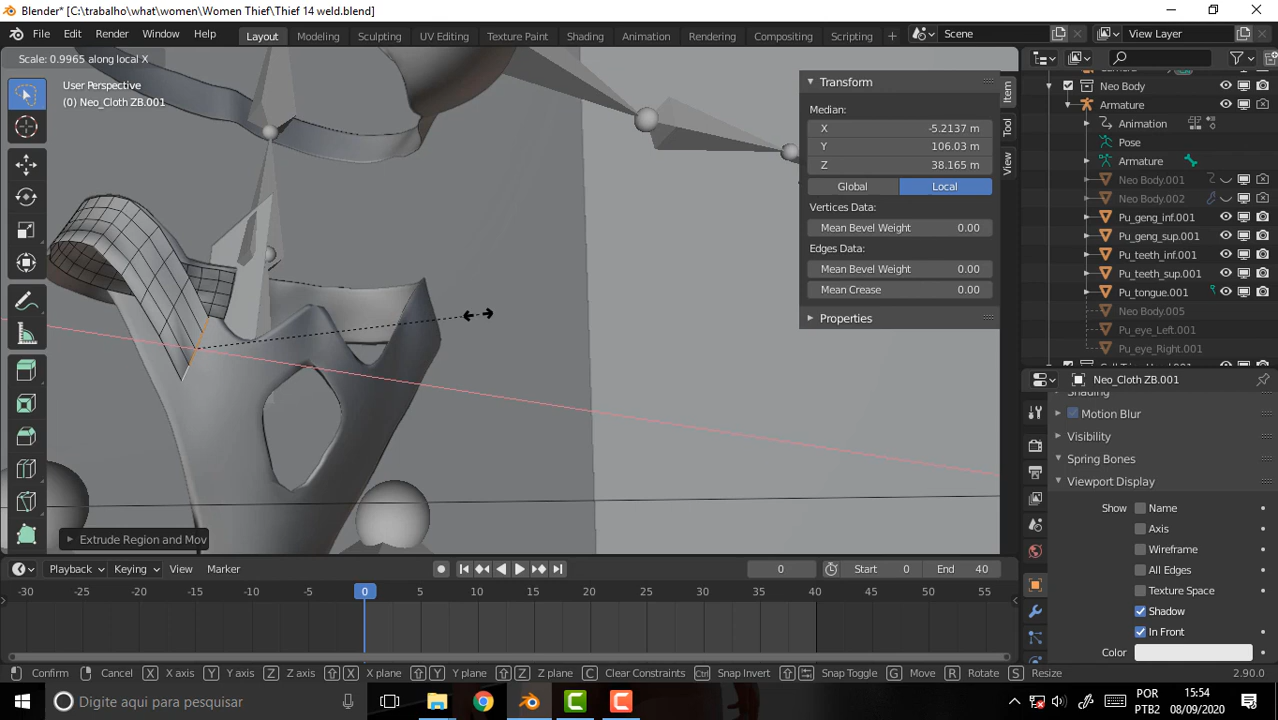 Blender* [C:\trabalho\what\women\Women Thief\Thief 14 weld.blend]
File Edit Render Window Help Layout Modeling Sculpting UV Editing Texture Paint Shading Animation Rendering Compositing Scripting + Scene View Layer
Scale: 0.9965 along local X
User Perspective
(0) Neo_Cloth ZB.001
Transform
Median:
X -5.2137 m
Y 106.03 m
Z 38.165 m
Global Local
Vertices Data:
Mean Bevel Weight 0.00
Edges Data:
Mean Bevel Weight 0.00
Mean Crease 0.00
Properties
Item
Tool
View
Neo Body
Armature
Animation
Pose
Armature
Neo Body.001
Neo Body.002
Pu_geng_inf.001
Pu_geng_sup.001
Pu_teeth_inf.001
Pu_teeth_sup.001
Pu_tongue.001
Neo Body.005
Pu_eye_Left.001
Pu_eye_Right.001
Neo_Cloth ZB.001
Shading
Motion Blur
Visibility
Spring Bones
Viewport Display
Show Name
Axis
Wireframe
All Edges
Texture Space
Shadow
In Front
Color
Extrude Region and Mov
Playback Keying View Marker 0 Start 0 End 40
-30 -25 -20 -15 -10 -5 0 5 10 15 20 25 30 35 40 45 50 55
Confirm Cancel X X axis Y Y axis Z Z axis X X plane Y Y plane Z Z plane C Clear Constraints Ctrl Snap Invert Snap Toggle G Move R Rotate S Resize 2.90.0
Digite aqui para pesquisar
POR
PTB2
15:54
08/09/2020